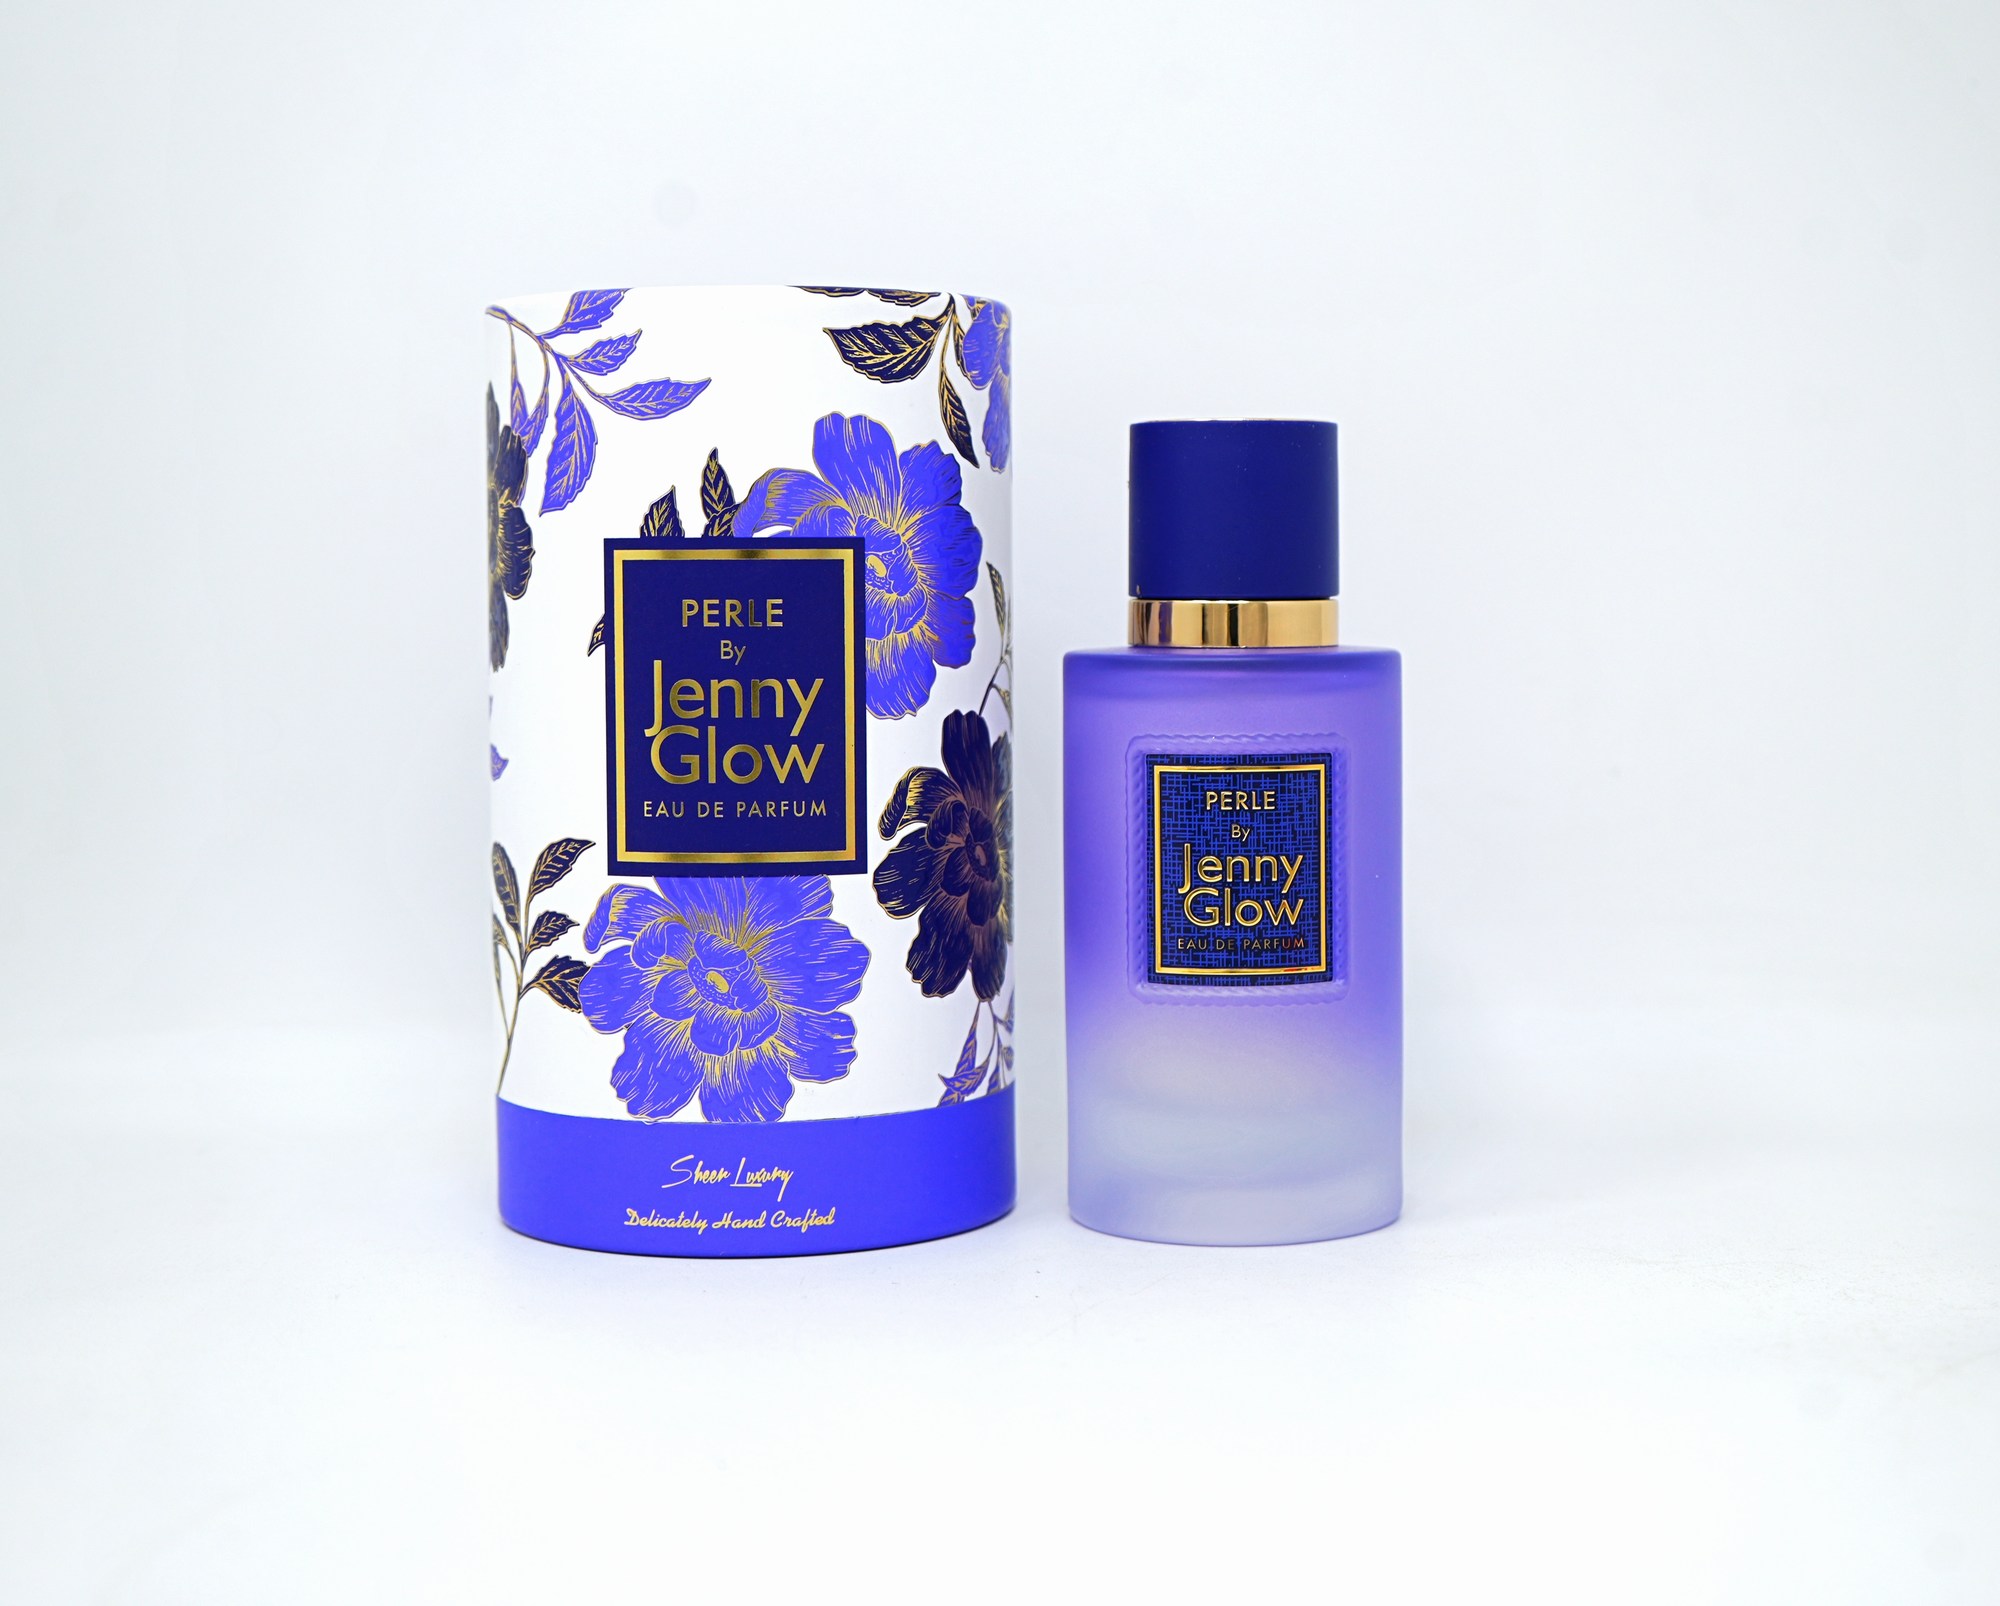 PERLE
By
Jenny
Glow
EAU DE PARFUM
Sheer Luxury
Delicately Hand Crafted
PERLE
By
Jenny
Glow
EAU DE PARFUM